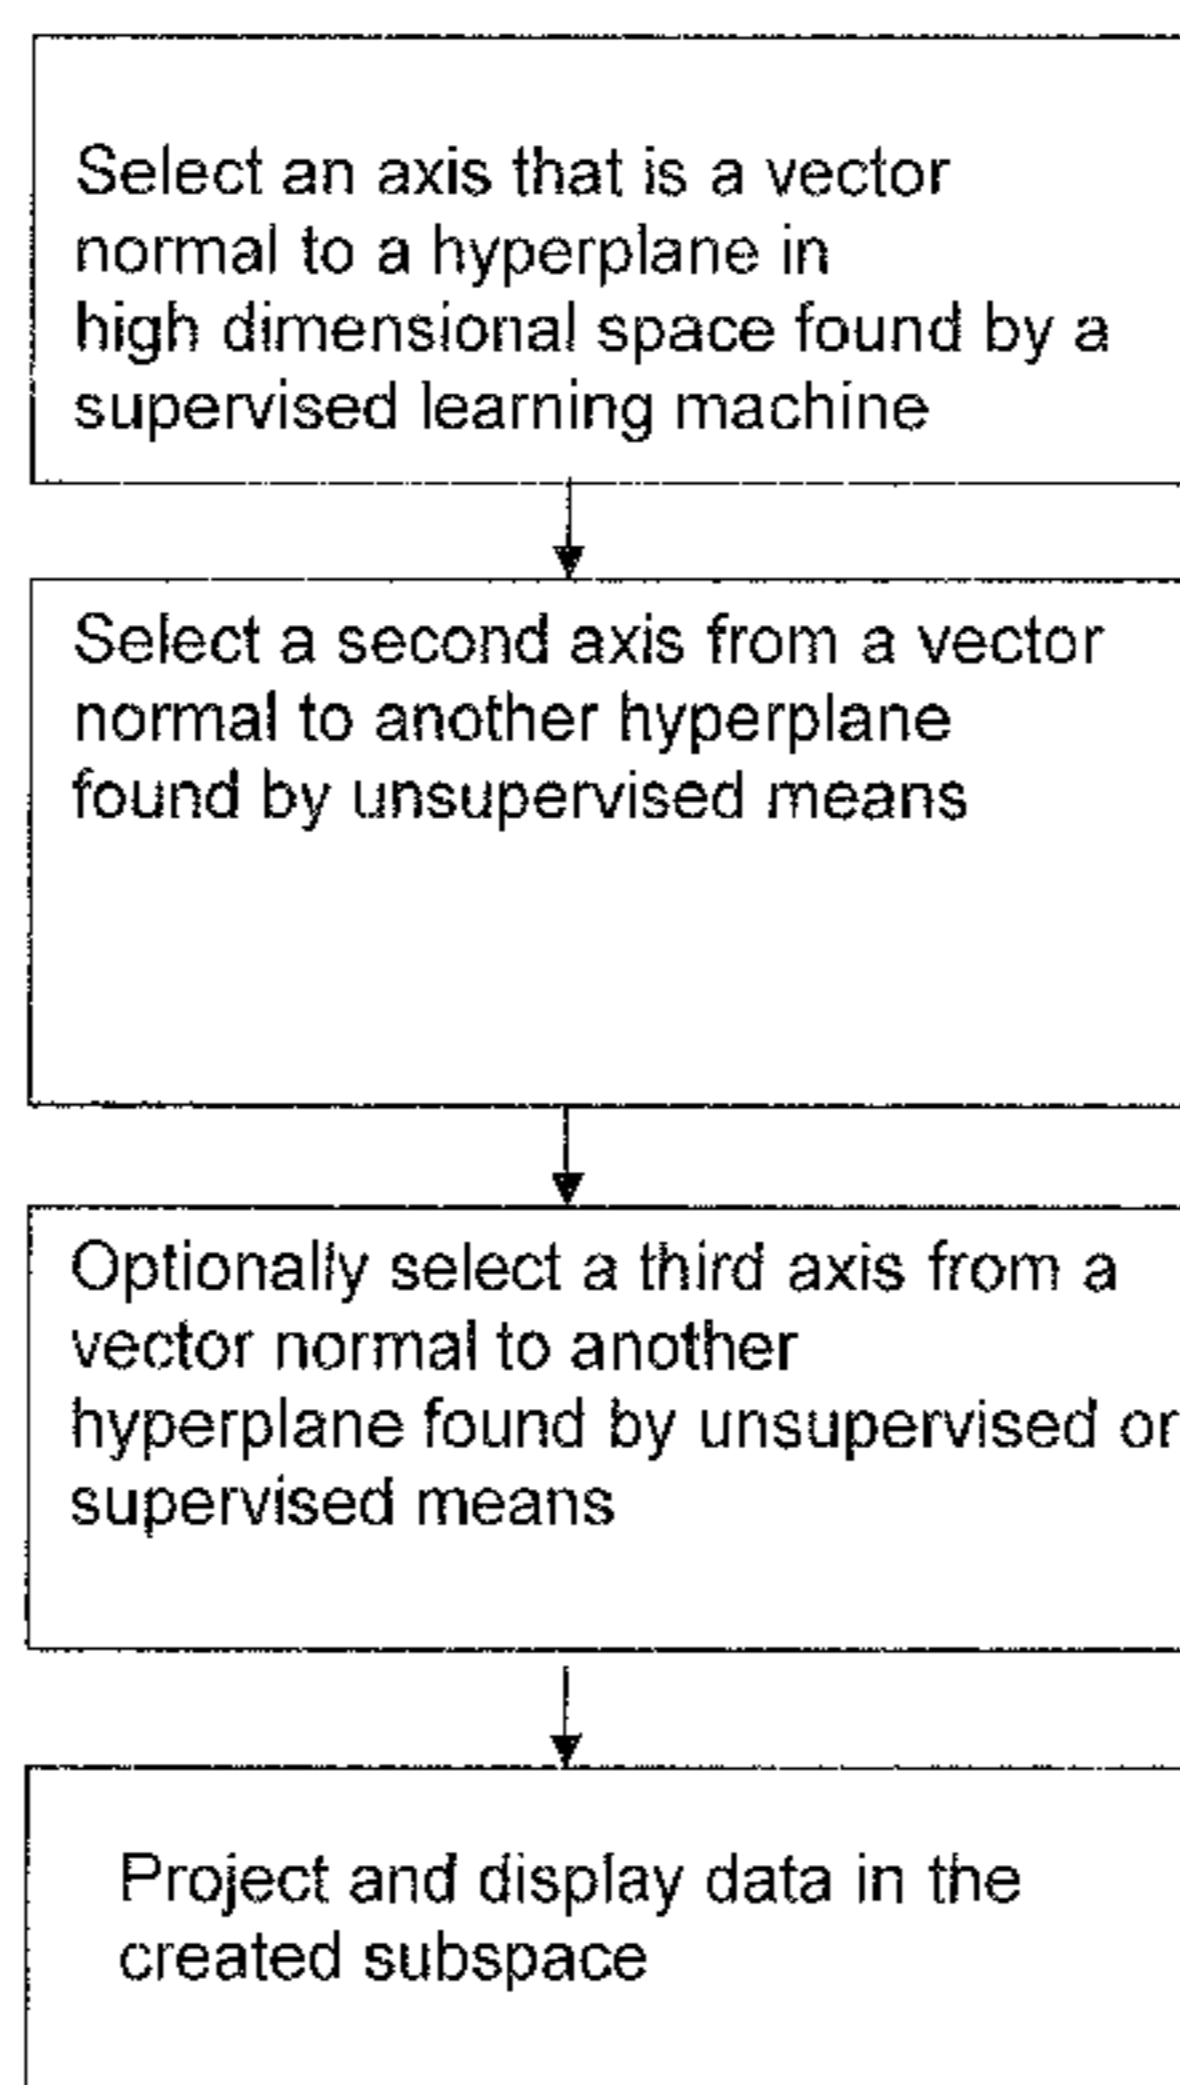 Select an axis that is a vector
normal to a hyperplane in
high dimensional space found by a
supervised learning machine
Select a second axis from a vector
normal to another hyperplane
found by unsupervised means
Optionally select a third axis from a
vector normal to another
hyperplane found by unsupervised or
supervised means
Project and display data in the
created subspace